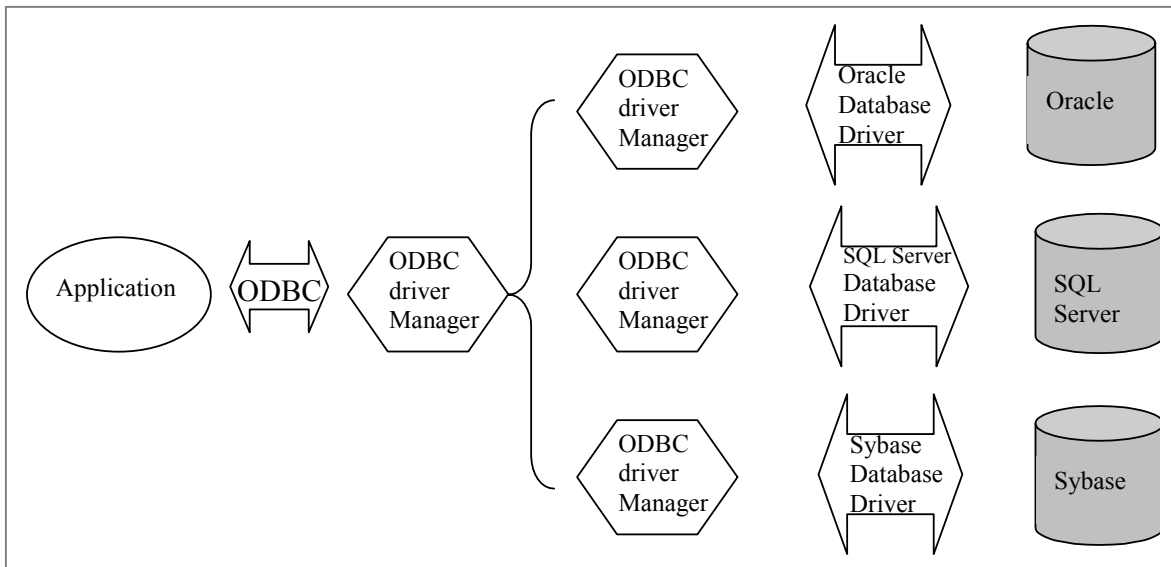 Application
ODBC
ODBC
driver
Manager
ODBC
driver
Manager
Oracle
Database
Driver
Oracle
ODBC
driver
Manager
SQL Server
Database
Driver
SQL
Server
ODBC
driver
Manager
Sybase
Database
Driver
Sybase